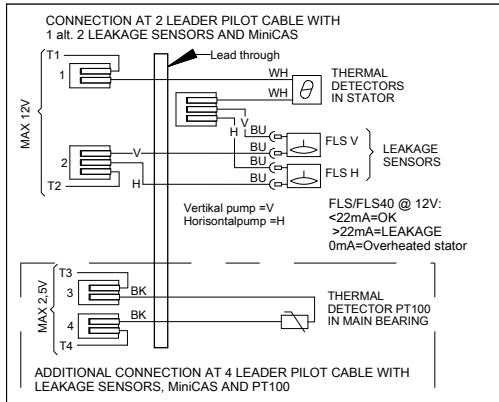 CONNECTION AT 2 LEADER PILOT CABLE WITH
1 alt. 2 LEAKAGE SENSORS and MiniCAS
T1
Lead through
1
WH
THERMAL
DETECTORS
IN STATOR
WH
MAX 12V
V
H
BU
FLS V
BU
LEAKAGE
SENSORS
2
V
BU
FLS H
T2
H
BU
Vertikal pump =V
Horisontalpump =H
FLS/FLS40 @ 12V:
<22mA=OK
>22mA=LEAKAGE
0mA=Overheated stator
T3
MAX 2,5V
3
BK
THERMAL
DETECTOR PT100
IN MAIN BEARING
4
BK
T4
ADDITIONAL CONNECTION AT 4 LEADER PILOT CABLE WITH
LEAKAGE SENSORS, MiniCAS AND PT100